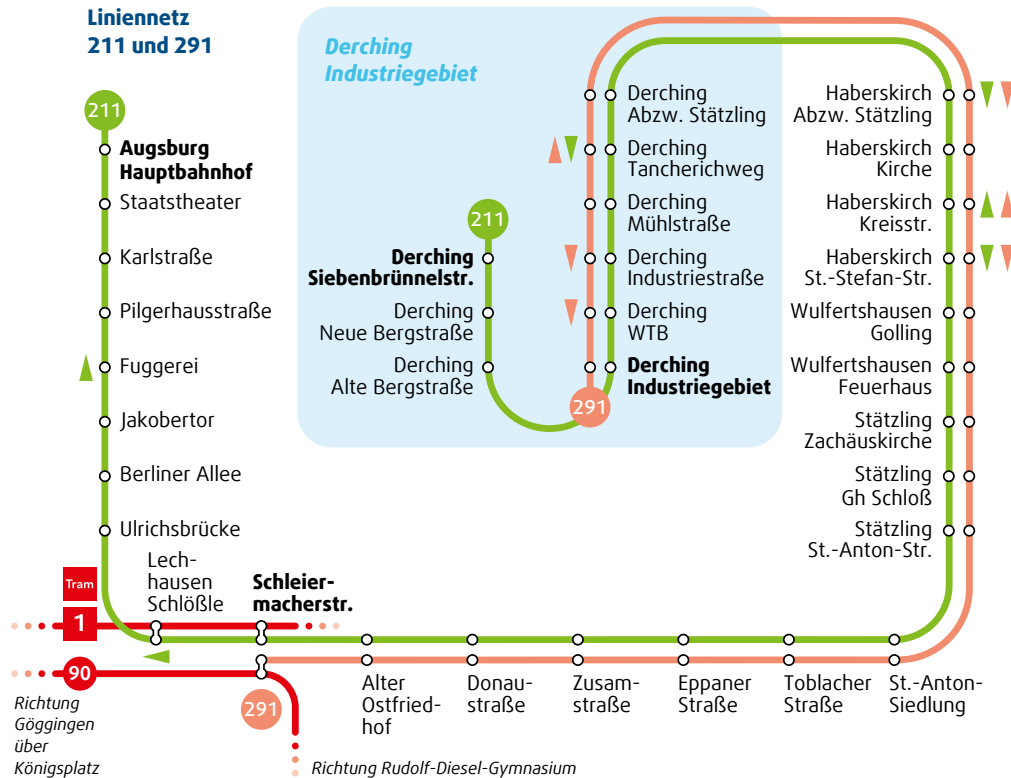 Liniennetz
211 und 291
211
Augsburg
Hauptbahnhof
Staatstheater
Karlstraße
Pilgerhausstraße
Fuggerei
Jakobertor
Berliner Allee
Ulrichsbrücke
Lech-
hausen
Schlößle
Schleier-
macherstr.
Tram
1
90
Richtung
Göggingen
über
Königsplatz
291
Richtung Rudolf-Diesel-Gymnasium
Alter
Ostfried-
hof
Donau-
straße
Zusam-
straße
Eppaner
Straße
Toblacher
Straße
St.-Anton-
Siedlung
Derching
Industriegebiet
211
Derching
Siebenbrünnelstr.
Derching
Neue Bergstraße
Derching
Alte Bergstraße
Derching
Abzw. Stätzling
Derching
Tancherichweg
Derching
Mühlstraße
Derching
Industriestraße
Derching
WTB
Derching
Industriegebiet
291
Haberskirch
Abzw. Stätzling
Haberskirch
Kirche
Haberskirch
Kreisstr.
Haberskirch
St.-Stefan-Str.
Wulfertshausen
Golling
Wulfertshausen
Feuerhaus
Stätzling
Zachäuskirche
Stätzling
Gh Schloß
Stätzling
St.-Anton-Str.